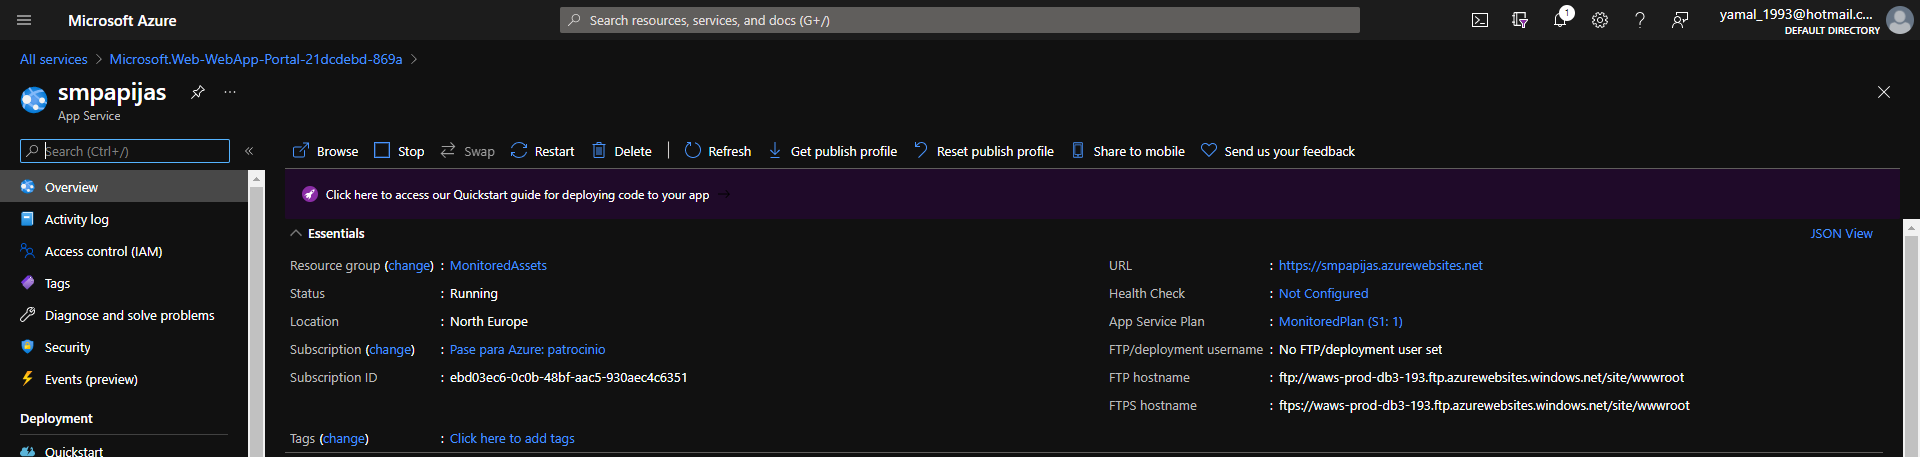 Microsoft Azure
Search resources, services, and docs (G+/)
1
yamal_1993@hotmail.c...
DEFAULT DIRECTORY
All services > Microsoft.Web-WebApp-Portal-21dcdebd-869a >
smpapijas
...
App Service
Search (Ctrl+/)
«
Browse Stop Swap Restart Delete Refresh Get publish profile Reset publish profile Share to mobile Send us your feedback
Overview
Activity log
Access control (IAM)
Tags
Diagnose and solve problems
Security
Events (preview)
Deployment
Quickstart
Click here to access our Quickstart guide for deploying code to your app →
Essentials
JSON View
Resource group (change) : MonitoredAssets
Status : Running
Location : North Europe
Subscription (change) : Pase para Azure: patrocinio
Subscription ID : ebd03ec6-0c0b-48bf-aac5-930aec4c6351
URL : https://smpapijas.azurewebsites.net
Health Check : Not Configured
App Service Plan : MonitoredPlan (S1: 1)
FTP/deployment username : No FTP/deployment user set
FTP hostname : ftp://waws-prod-db3-193.ftp.azurewebsites.windows.net/site/wwwroot
FTPS hostname : ftps://waws-prod-db3-193.ftp.azurewebsites.windows.net/site/wwwroot
Tags (change) : Click here to add tags